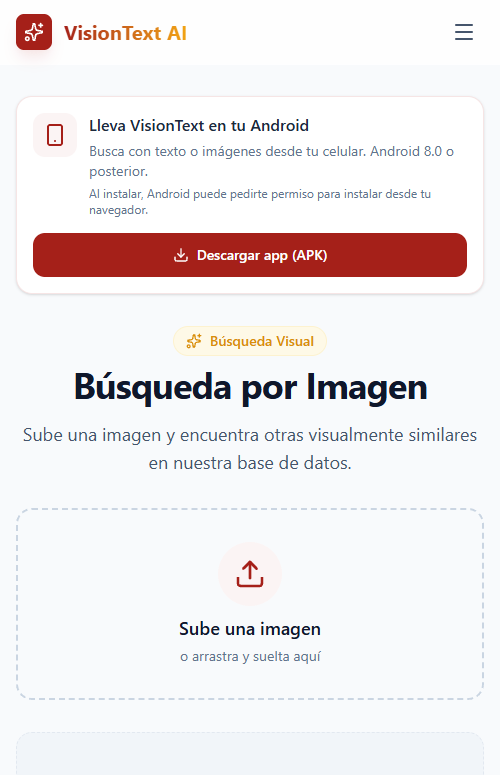 VisionText AI
Lleva VisionText en tu Android
Busca con texto o imágenes desde tu celular. Android 8.0 o
posterior.
Al instalar, Android puede pedirte permiso para instalar desde tu
navegador.
Descargar app (APK)
Búsqueda Visual
Búsqueda por Imagen
Sube una imagen y encuentra otras visualmente similares
en nuestra base de datos.
Sube una imagen
o arrastra y suelta aquí